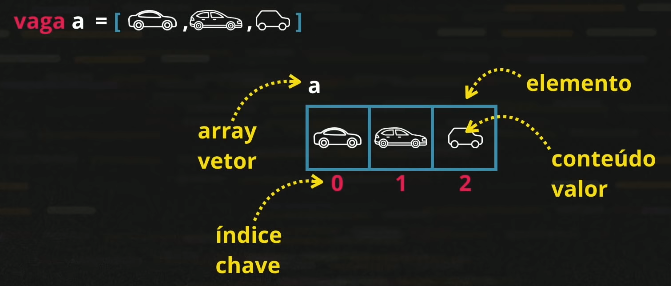 vaga a = [ , , ]
a
elemento
array
vetor
conteúdo
valor
0 1 2
índice
chave